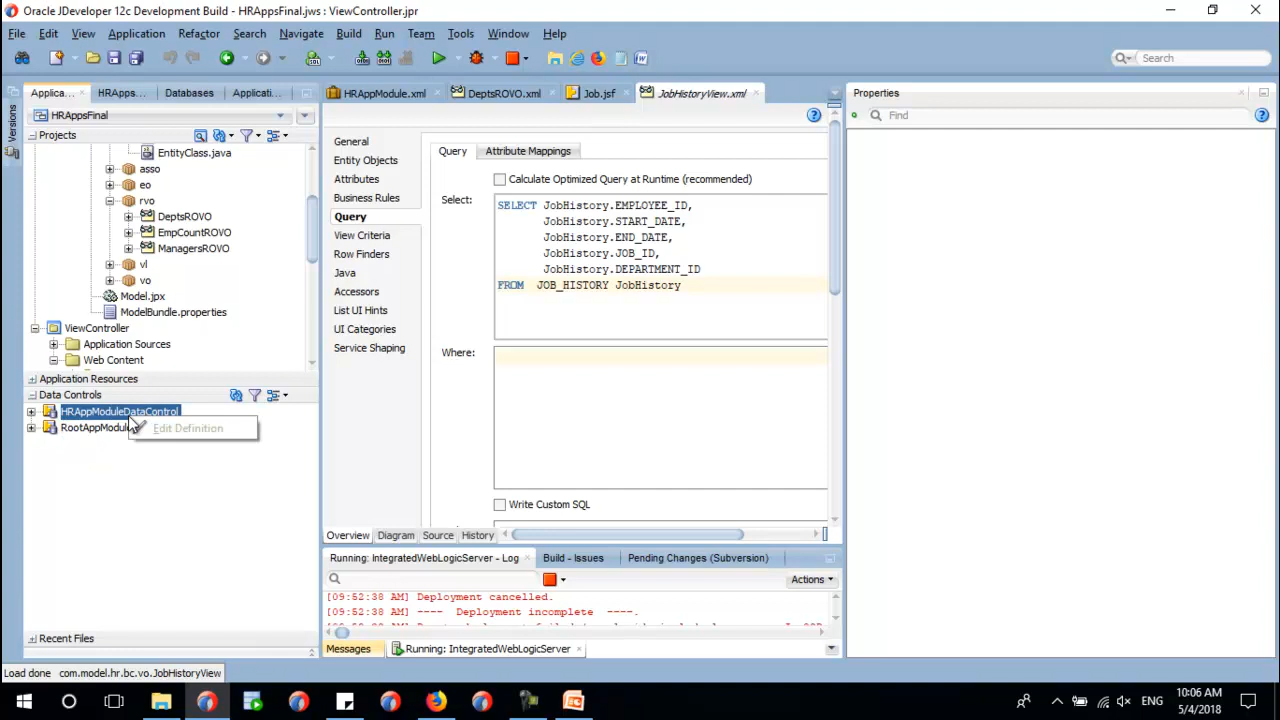 Oracle JDeveloper 12c Development Build - HRAppsFinal.jws : ViewController.jpr
File Edit View Application Refactor Search Navigate Build Run Team Tools Window Help
Search
Applica... HRApps... Databases Applicati...
HRAppModule.xml DeptsROVO.xml Job.jsf JobHistoryView.xml
Properties
Versions
HRAppsFinal
Find
Projects
EntityClass.java
asso
eo
rvo
DeptsROVO
EmpCountROVO
ManagersROVO
vl
vo
Model.jpx
ModelBundle.properties
ViewController
Application Sources
Web Content
Application Resources
Data Controls
HRAppModuleDataControl
RootAppModul
Edit Definition
Recent Files
General
Entity Objects
Attributes
Business Rules
Query
View Criteria
Row Finders
Java
Accessors
List UI Hints
UI Categories
Service Shaping
Query Attribute Mappings
Calculate Optimized Query at Runtime (recommended)
Select:
SELECT JobHistory.EMPLOYEE_ID,
JobHistory.START_DATE,
JobHistory.END_DATE,
JobHistory.JOB_ID,
JobHistory.DEPARTMENT_ID
FROM JOB_HISTORY JobHistory
Where:
Write Custom SQL
Overview Diagram Source History
Running: IntegratedWebLogicServer - Log Build - Issues Pending Changes (Subversion)
Actions
[09:52:38 AM] Deployment cancelled.
[09:52:38 AM] ---- Deployment incomplete ----.
Messages Running: IntegratedWebLogicServer
Load done com.model.hr.bc.vo.JobHistoryView
ENG
10:06 AM
5/4/2018